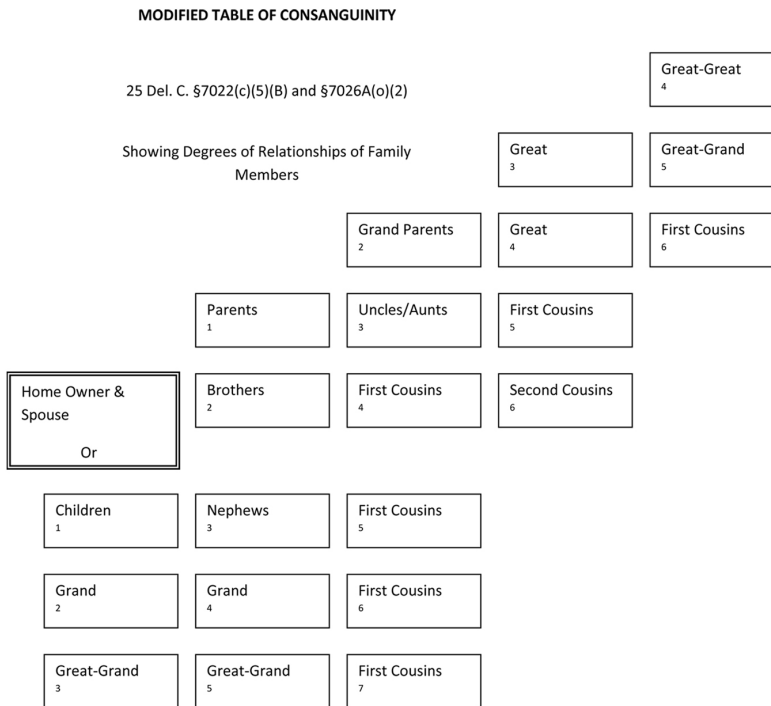 MODIFIED TABLE OF CONSANGUINITY
25 Del. C. §7022(c)(5)(B) and §7026A(o)(2)
Showing Degrees of Relationships of Family
Members
Great-Great
4
Great
3
Great-Grand
5
Grand Parents
2
Great
4
First Cousins
6
Parents
1
Uncles/Aunts
3
First Cousins
5
Home Owner &
Spouse
Or
Brothers
2
First Cousins
4
Second Cousins
6
Children
1
Nephews
3
First Cousins
5
Grand
2
Grand
4
First Cousins
6
Great-Grand
3
Great-Grand
5
First Cousins
7